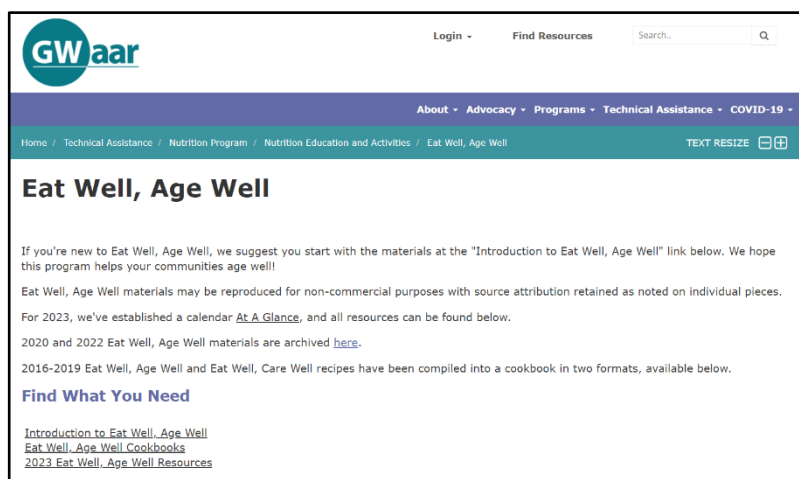 GWaar
Login
Find Resources
Search..
About Advocacy Programs Technical Assistance COVID-19
Home / Technical Assistance / Nutrition Program / Nutrition Education and Activities / Eat Well, Age Well
TEXT RESIZE
Eat Well, Age Well
If you're new to Eat Well, Age Well, we suggest you start with the materials at the "Introduction to Eat Well, Age Well" link below. We hope
this program helps your communities age well!
Eat Well, Age Well materials may be reproduced for non-commercial purposes with source attribution retained as noted on individual pieces.
For 2023, we've established a calendar At A Glance, and all resources can be found below.
2020 and 2022 Eat Well, Age Well materials are archived here.
2016-2019 Eat Well, Age Well and Eat Well, Care Well recipes have been compiled into a cookbook in two formats, available below.
Find What You Need
Introduction to Eat Well, Age Well
Eat Well, Age Well Cookbooks
2023 Eat Well, Age Well Resources